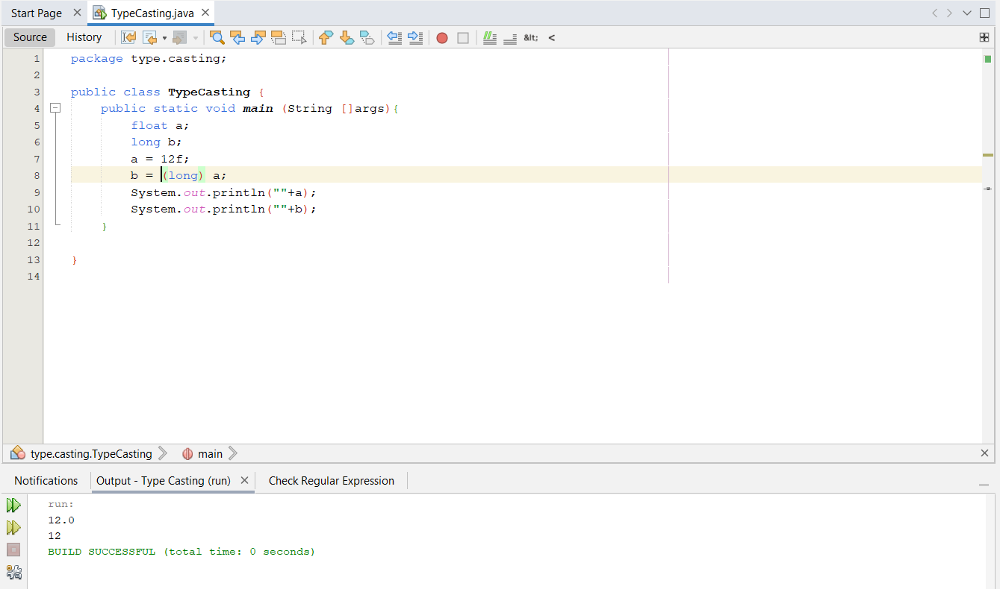 Start Page
TypeCasting.java
Source History &lt; <
1 package type.casting;
2
3 public class TypeCasting {
4 public static void main (String []args){
5 float a;
6 long b;
7 a = 12f;
8 b = (long) a;
9 System.out.println(""+a);
10 System.out.println(""+b);
11 }
12
13 }
14
type.casting.TypeCasting main
Notifications Output - Type Casting (run) Check Regular Expression
run:
12.0
12
BUILD SUCCESSFUL (total time: 0 seconds)